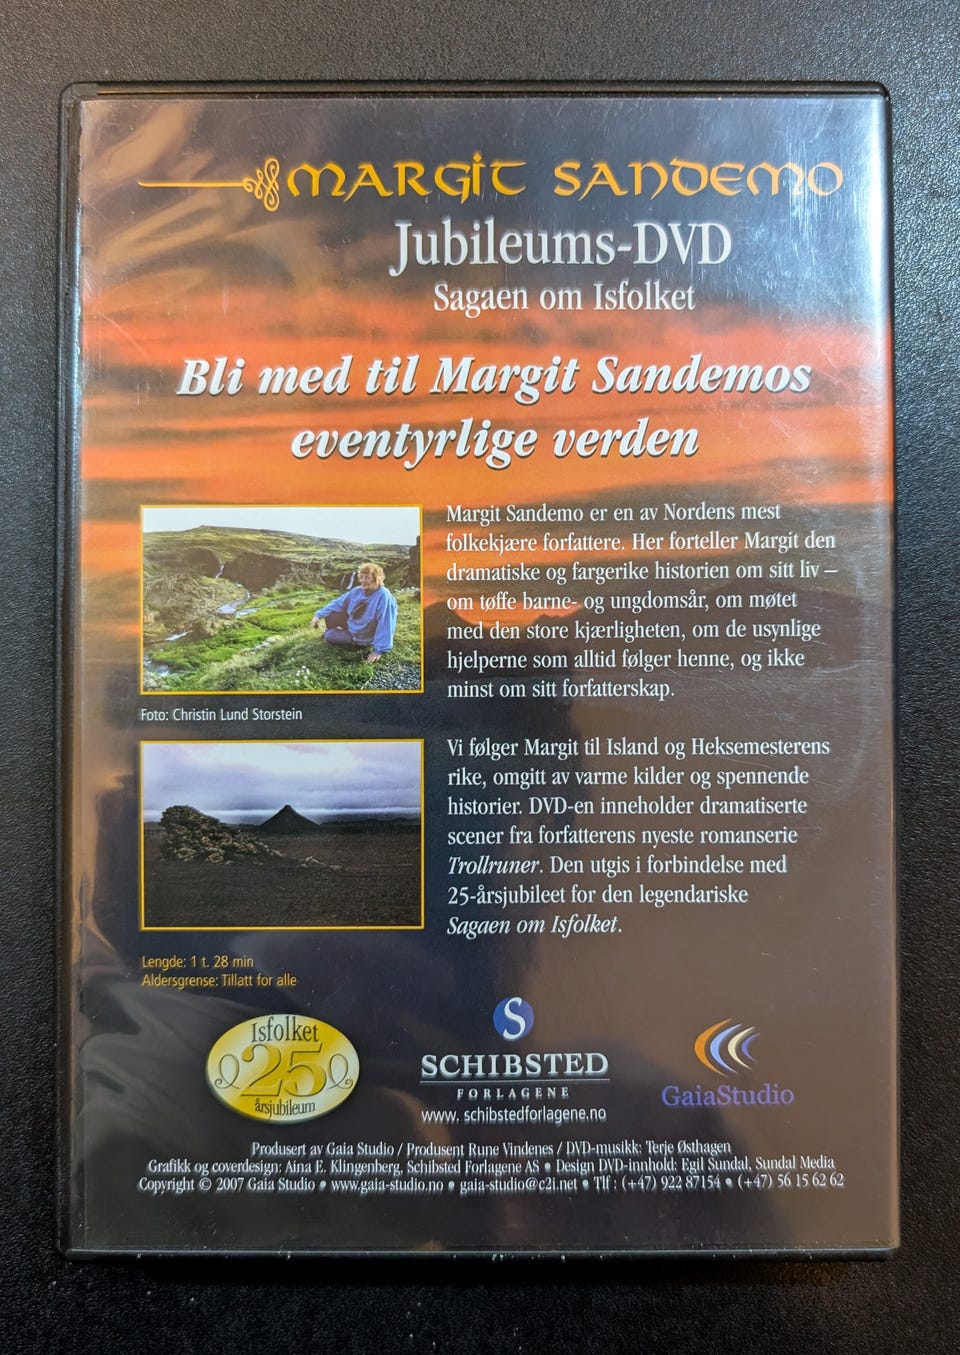 MARGIT SANDEMO
Jubileums-DVD
Sagaen om Isfolket
Bli med til Margit Sandemos
eventyrlige verden
Margit Sandemo er en av Nordens mest
folkekjære forfattere. Her forteller Margit den
dramatiske og fargerike historien om sitt liv –
om tøffe barne- og ungdomsår, om møtet
med den store kjærligheten, om de usynlige
hjelperne som alltid følger henne, og ikke
minst om sitt forfatterskap.
Foto: Christin Lund Storstein
Vi følger Margit til Island og Heksemesterens
rike, omgitt av varme kilder og spennende
historier. DVD-en inneholder dramatiserte
scener fra forfatterens nyeste romanserie
Trollruner. Den utgis i forbindelse med
25-årsjubileet for den legendariske
Sagaen om Isfolket.
Lengde: 1 t. 28 min
Aldersgrense: Tillatt for alle
Isfolket
25
årsjubileum
S
SCHIBSTED
FORLAGENE
www. schibstedforlagene.no
GaiaStudio
Produsert av Gaia Studio / Produsent Rune Vindenes / DVD-musikk: Terje Østhagen
Grafikk og coverdesign: Aina E. Klingenberg, Schibsted Forlagene AS • Design DVD-innhold: Egil Sundal, Sundal Media
Copyright © 2007 Gaia Studio • www.gaia-studio.no • gaia-studio@c2i.net • Tlf : (+47) 922 87154 • (+47) 56 15 62 62